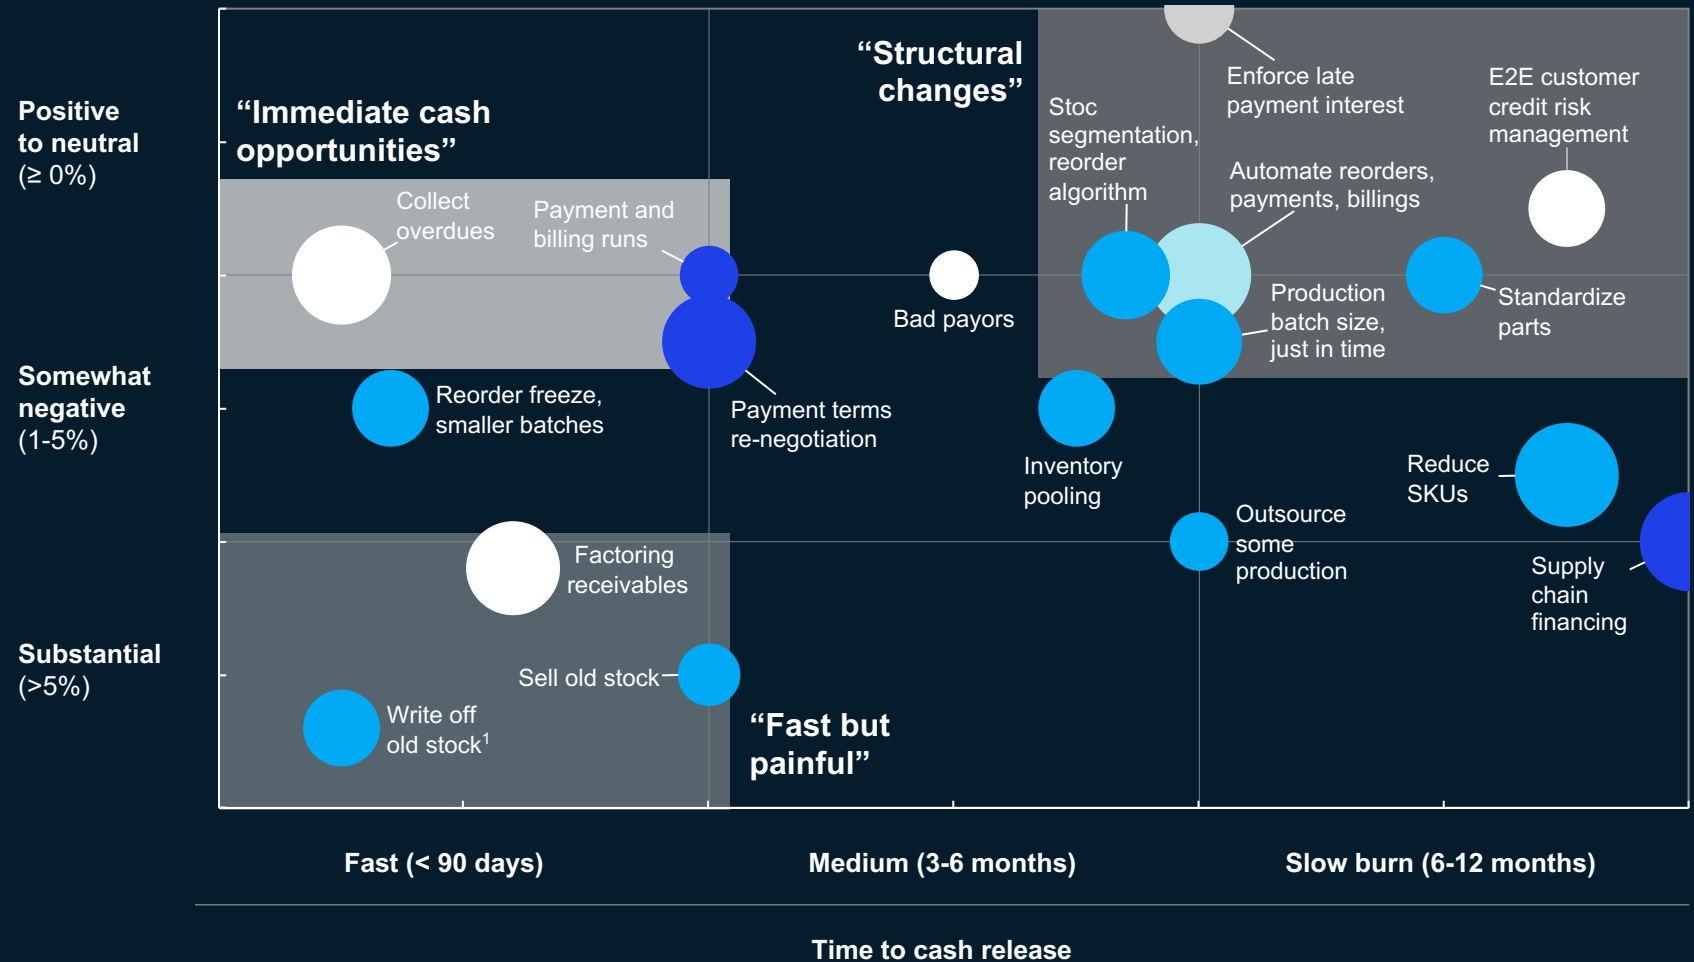 Positive
to neutral
(≥ 0%)
Somewhat
negative
(1-5%)
Substantial
(>5%)
“Immediate cash
opportunities”
Collect
overdues
Payment and
billing runs
Reorder freeze,
smaller batches
Payment terms
re-negotiation
Factoring
receivables
Sell old stock
Write off
old stock¹
“Fast but
painful”
“Structural
changes”
Bad payors
Stoc
segmentation,
reorder
algorithm
Enforce late
payment interest
E2E customer
credit risk
management
Automate reorders,
payments, billings
Production
batch size,
just in time
Standardize
parts
Inventory
pooling
Reduce
SKUs
Outsource
some
production
Supply
chain
financing
Fast (< 90 days)
Medium (3-6 months)
Slow burn (6-12 months)
Time to cash release